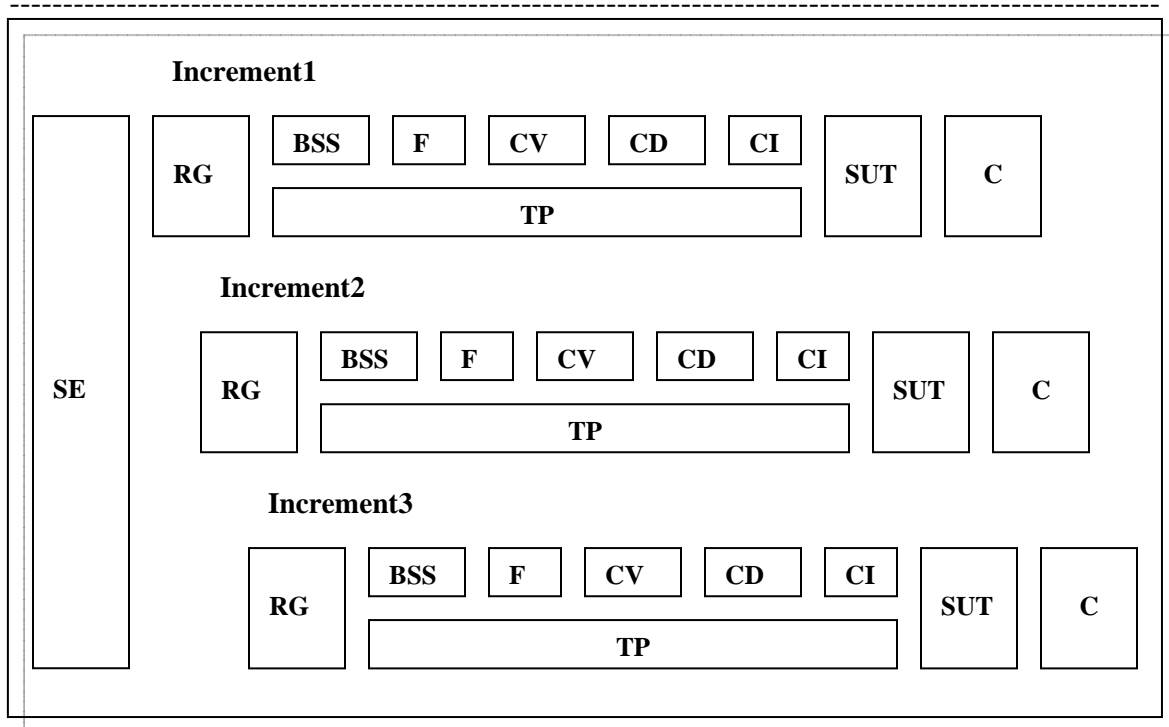 Increment1
BSS F CV CD CI
RG SUT C
TP
Increment2
BSS F CV CD CI
SE RG SUT C
TP
Increment3
BSS F CV CD CI
RG SUT C
TP